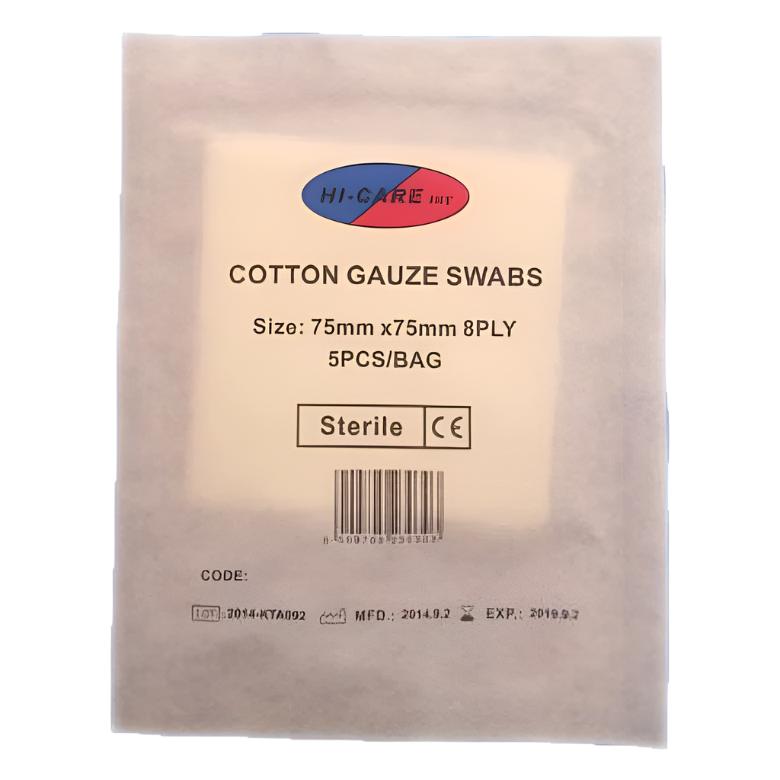 HI-CARE INT
COTTON GAUZE SWABS
Size: 75mm x75mm 8PLY
5PCS/BAG
Sterile CE
CODE:
LOT: 2014-KTA092 MFD.: 2014.9.2 EXP.: 2019.9.2